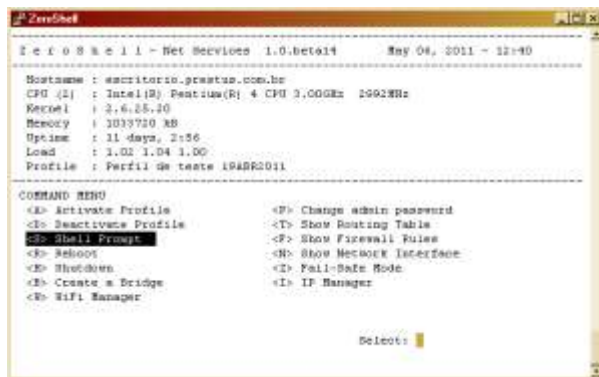 ZeroShell
Z e r o S h e l l - Net Services 1.0.beta14 May 06, 2011 - 12:40
Hostname : escritorio.prestus.com.br
CPU (2) : Intel(R) Pentium(R) 4 CPU 3.00GHz 2992MHz
Kernel : 2.6.25.20
Memory : 1033720 kB
Uptime : 11 days, 2:56
Load : 1.02 1.04 1.00
Profile : Perfil de teste 19ABR2011
COMMAND MENU
<A> Activate Profile <P> Change admin password
<D> Deactivate Profile <T> Show Routing Table
<S> Shell Prompt <F> Show Firewall Rules
<R> Reboot <N> Show Network Interface
<H> Shutdown <Z> Fail-Safe Mode
<B> Create a Bridge <I> IP Manager
<W> WiFi Manager
Select: